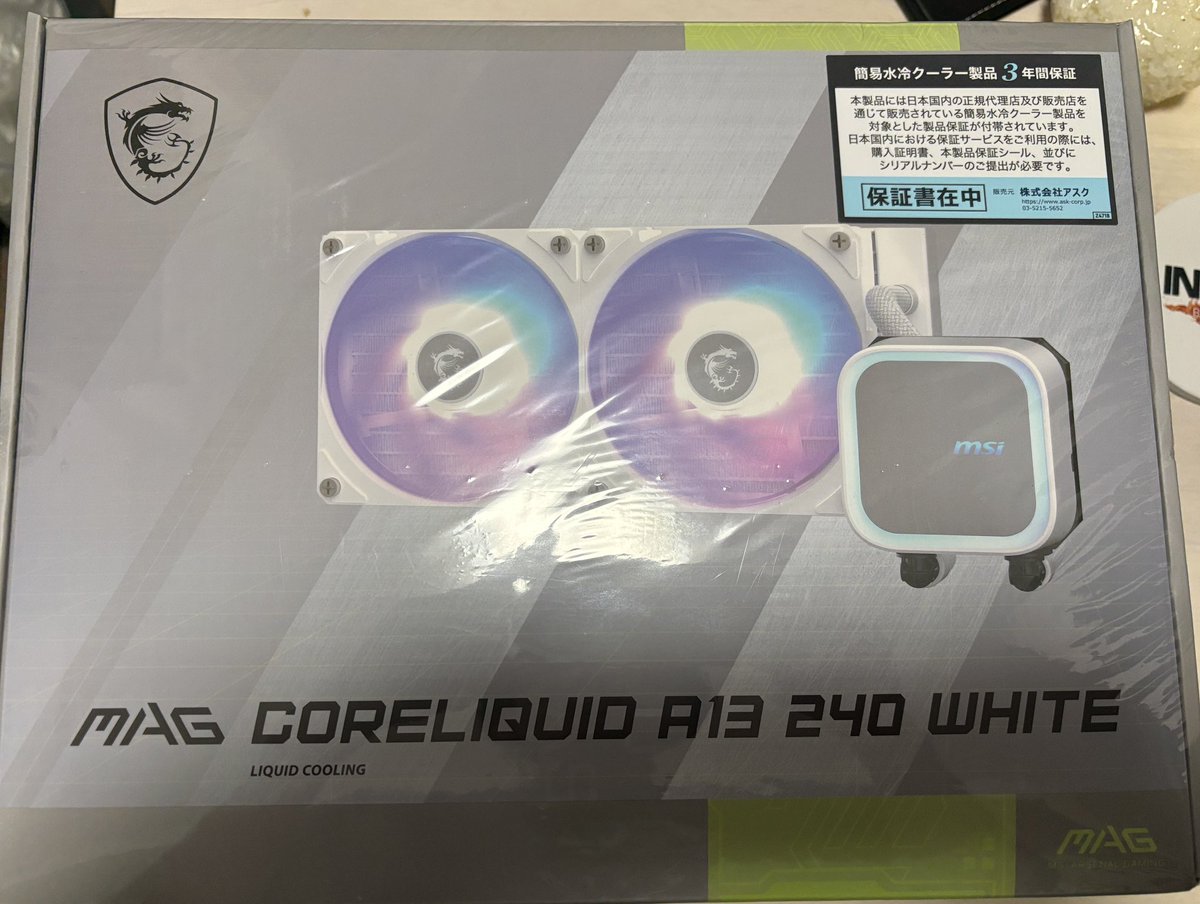 簡易水冷クーラー製品3年間保証
本製品には日本国内の正規代理店及び販売店を
通じて販売されている簡易水冷クーラー製品を
対象とした製品保証が付帯されています。
日本国内における保証サービスをご利用の際には、
購入証明書、本製品保証シール、並びに
シリアルナンバーのご提出が必要です。
保証書在中
販売元 株式会社アスク
https://www.ask-corp.jp
03-5215-5652
Z4718
IN
msi
MAG CORELIQUID A13 240 WHITE
LIQUID COOLING
MAG
MSI ARSENAL GAMING